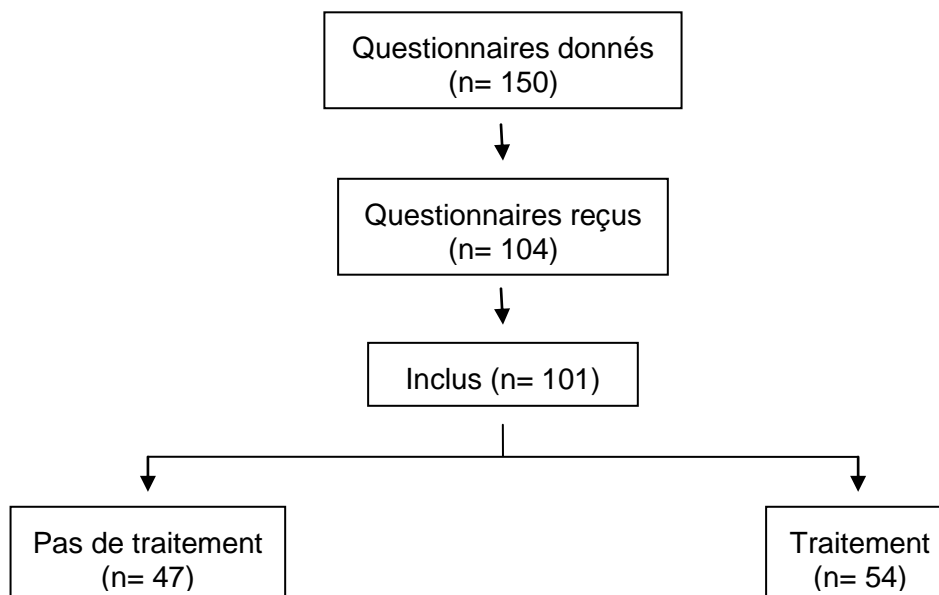 Questionnaires donnés
(n= 150)
Questionnaires reçus
(n= 104)
Inclus (n= 101)
Pas de traitement
(n= 47)
Traitement
(n= 54)